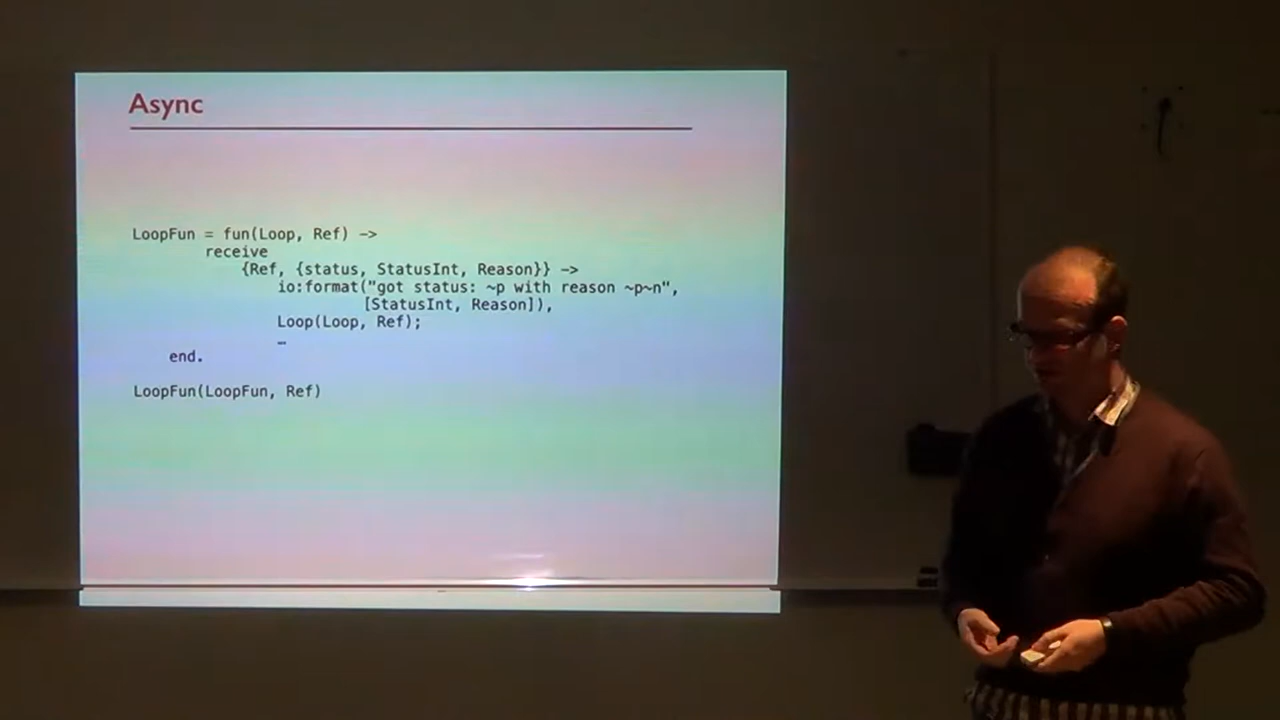 Async
LoopFun = fun(Loop, Ref) ->
receive
{Ref, {status, StatusInt, Reason}} ->
io:format("got status: ~p with reason ~p~n",
[StatusInt, Reason]),
Loop(Loop, Ref);
…
end.
LoopFun(LoopFun, Ref)